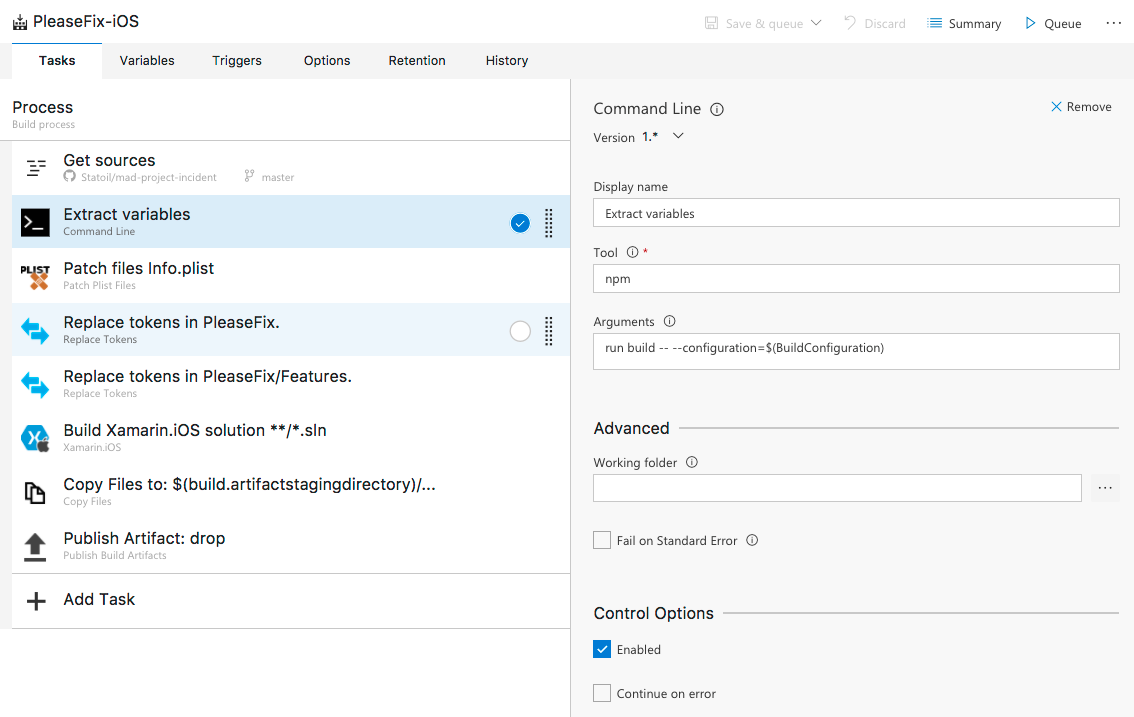 PleaseFix-iOS
Save & queue Discard Summary Queue ...
Tasks Variables Triggers Options Retention History
Process
Build process
Get sources
Statoil/mad-project-incident master
Extract variables
Command Line
PLIST
Patch files Info.plist
Patch Plist Files
Replace tokens in PleaseFix.
Replace Tokens
Replace tokens in PleaseFix/Features.
Replace Tokens
Build Xamarin.iOS solution **/*.sln
Xamarin.iOS
Copy Files to: $(build.artifactstagingdirectory)/...
Copy Files
Publish Artifact: drop
Publish Build Artifacts
Add Task
Command Line
Remove
Version 1.*
Display name
Extract variables
Tool *
npm
Arguments
run build -- --configuration=$(BuildConfiguration)
Advanced
Working folder
...
Fail on Standard Error
Control Options
Enabled
Continue on error